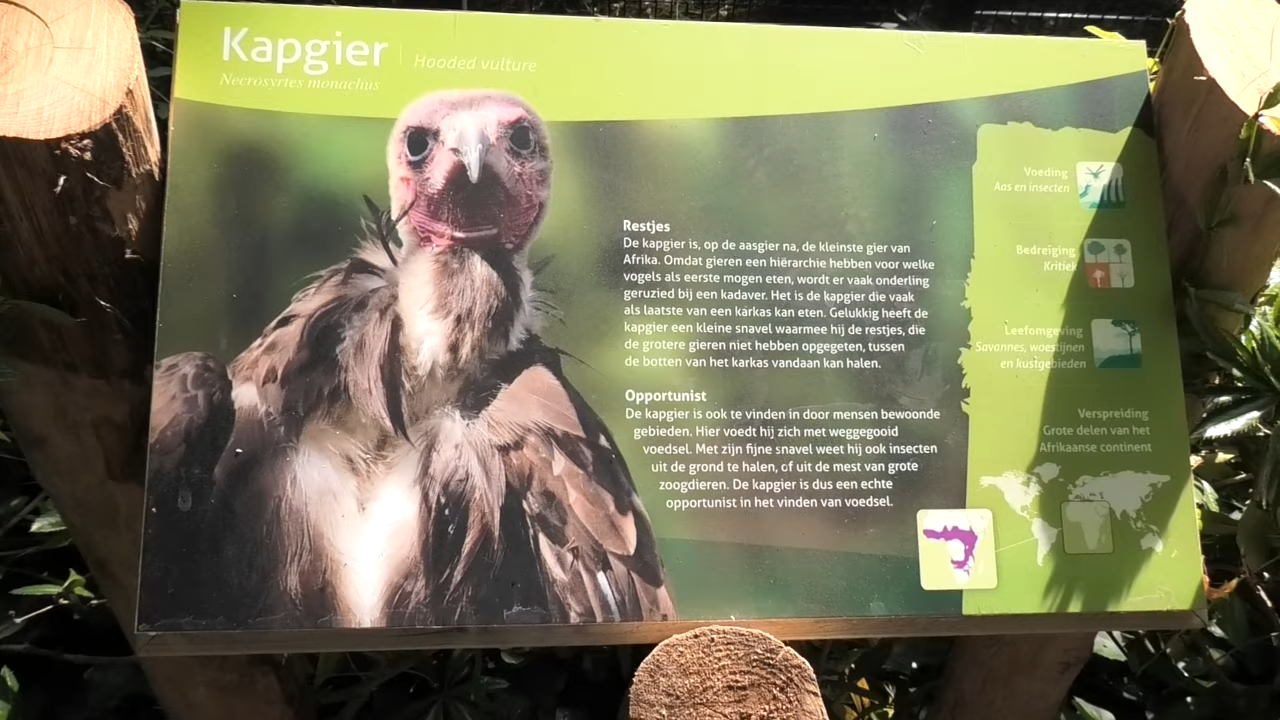 Kapgier | Hooded vulture
Necrosyrtes monachus
Restjes
De kapgier is, op de aasgier na, de kleinste gier van
Afrika. Omdat gieren een hiërarchie hebben voor welke
vogels als eerste mogen eten, wordt er vaak onderling
geruzied bij een kadaver. Het is de kapgier die vaak
als laatste van een karkas kan eten. Gelukkig heeft de
kapgier een kleine snavel waarmee hij de restjes, die
de grotere gieren niet hebben opgegeten, tussen
de botten van het karkas vandaan kan halen.
Opportunist
De kapgier is ook te vinden in door mensen bewoonde
gebieden. Hier voedt hij zich met weggegooid
voedsel. Met zijn fijne snavel weet hij ook insecten
uit de grond te halen, of uit de mest van grote
zoogdieren. De kapgier is dus een echte
opportunist in het vinden van voedsel.
Voeding
Aas en insecten
Bedreiging
Kritiek
Leefomgeving
Savannes, woestijnen
en kustgebieden
Verspreiding
Grote delen van het
Afrikaanse continent